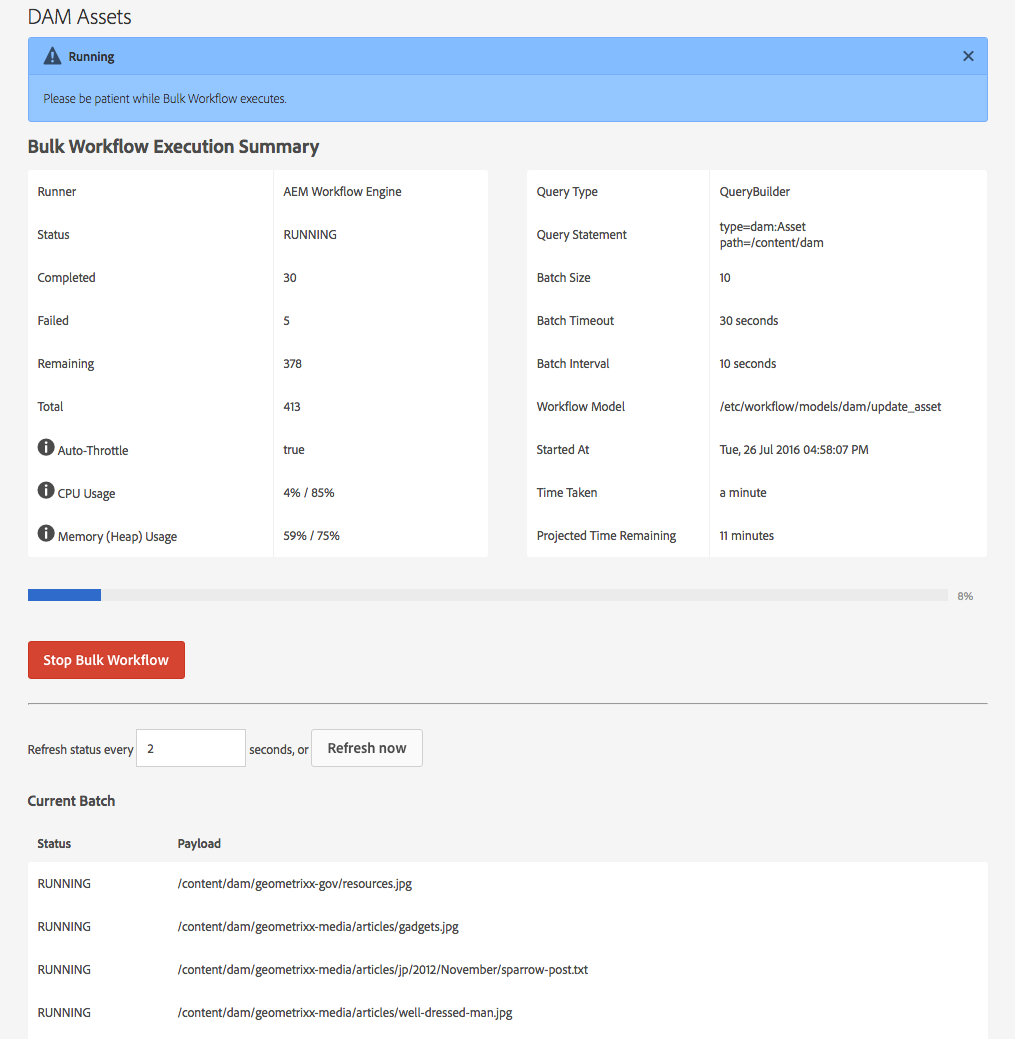 DAM Assets
Running
Please be patient while Bulk Workflow executes.
Bulk Workflow Execution Summary
Runner AEM Workflow Engine
Status RUNNING
Completed 30
Failed 5
Remaining 378
Total 413
Auto-Throttle true
CPU Usage 4% / 85%
Memory (Heap) Usage 59% / 75%
Query Type QueryBuilder
Query Statement type=dam:Asset
path=/content/dam
Batch Size 10
Batch Timeout 30 seconds
Batch Interval 10 seconds
Workflow Model /etc/workflow/models/dam/update_asset
Started At Tue, 26 Jul 2016 04:58:07 PM
Time Taken a minute
Projected Time Remaining 11 minutes
8%
Stop Bulk Workflow
Refresh status every 2 seconds, or Refresh now
Current Batch
Status Payload
RUNNING /content/dam/geometrixx-gov/resources.jpg
RUNNING /content/dam/geometrixx-media/articles/gadgets.jpg
RUNNING /content/dam/geometrixx-media/articles/jp/2012/November/sparrow-post.txt
RUNNING /content/dam/geometrixx-media/articles/well-dressed-man.jpg